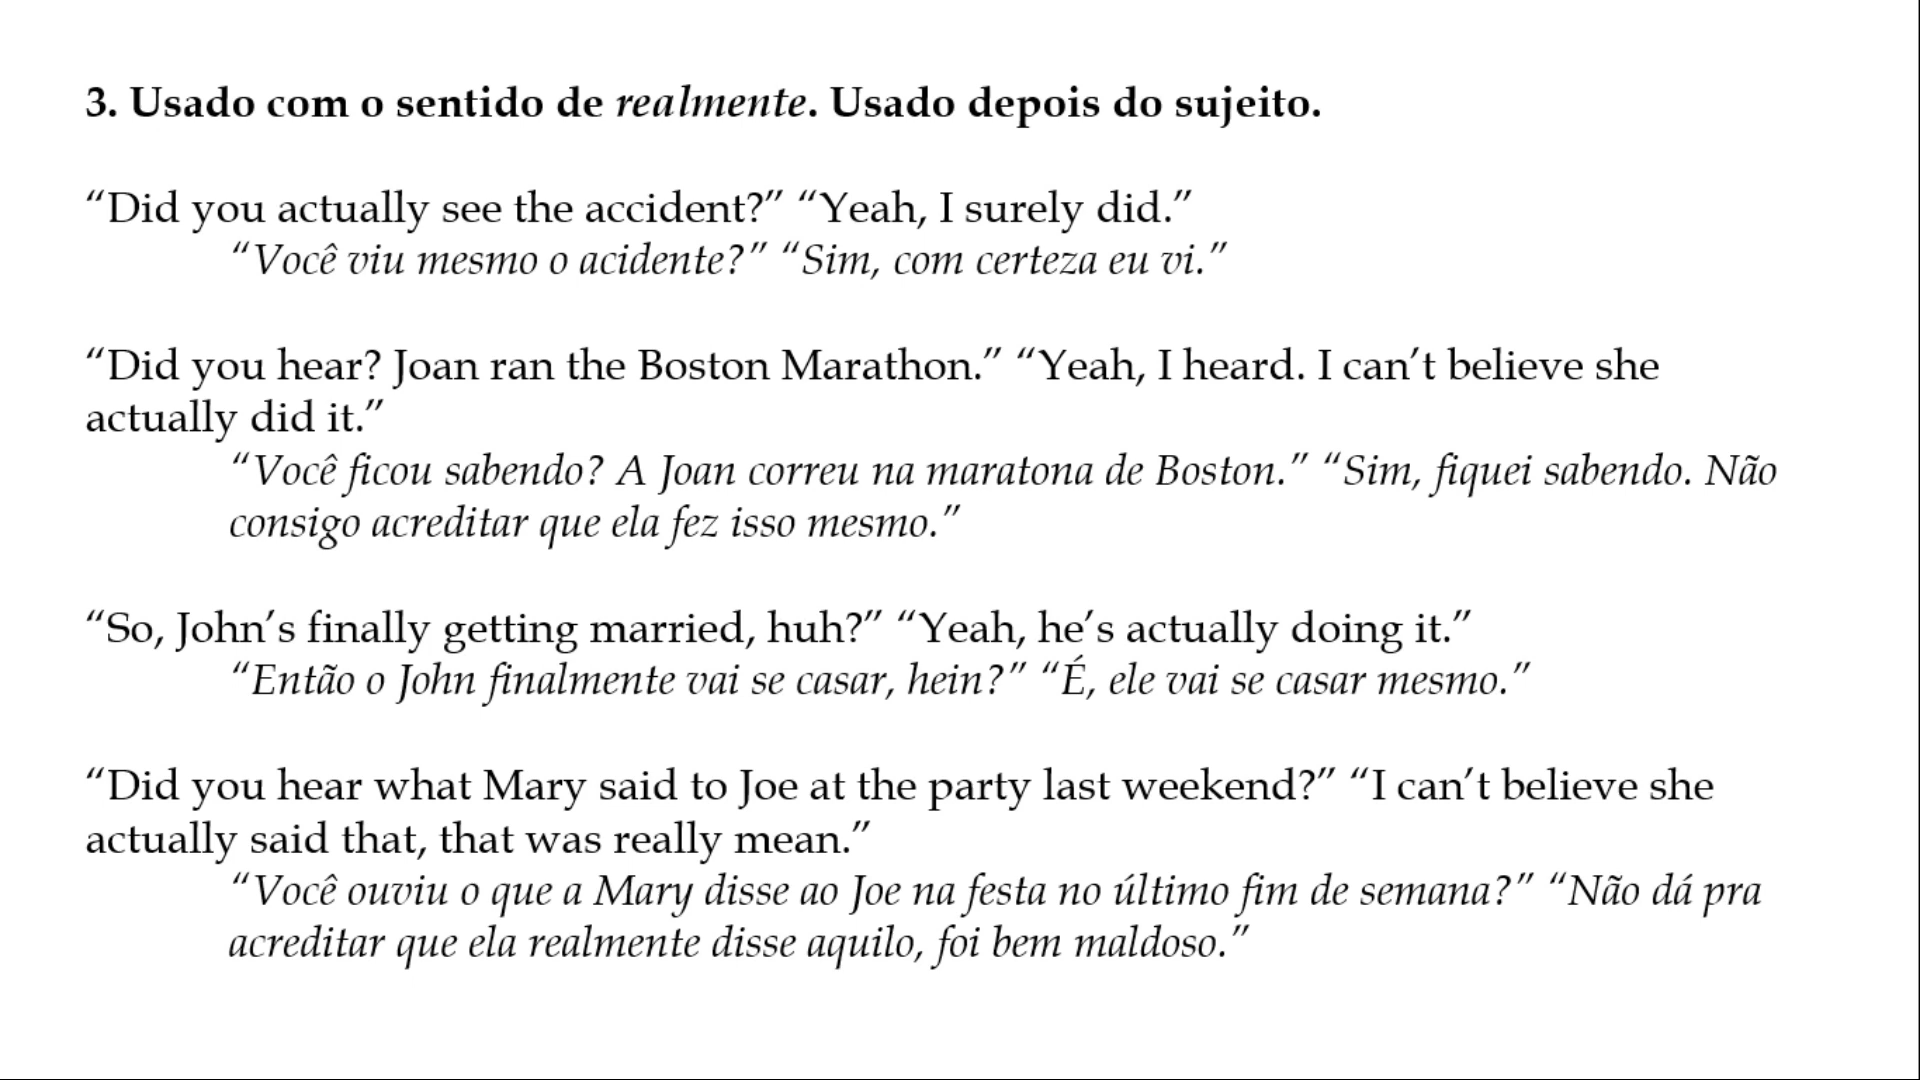 3. Usado com o sentido de realmente. Usado depois do sujeito.
“Did you actually see the accident?” “Yeah, I surely did.”
“Você viu mesmo o acidente?” “Sim, com certeza eu vi.”
“Did you hear? Joan ran the Boston Marathon.” “Yeah, I heard. I can’t believe she
actually did it.”
“Você ficou sabendo? A Joan correu na maratona de Boston.” “Sim, fiquei sabendo. Não
consigo acreditar que ela fez isso mesmo.”
“So, John’s finally getting married, huh?” “Yeah, he’s actually doing it.”
“Então o John finalmente vai se casar, hein?” “É, ele vai se casar mesmo.”
“Did you hear what Mary said to Joe at the party last weekend?” “I can’t believe she
actually said that, that was really mean.”
“Você ouviu o que a Mary disse ao Joe na festa no último fim de semana?” “Não dá pra
acreditar que ela realmente disse aquilo, foi bem maldoso.”